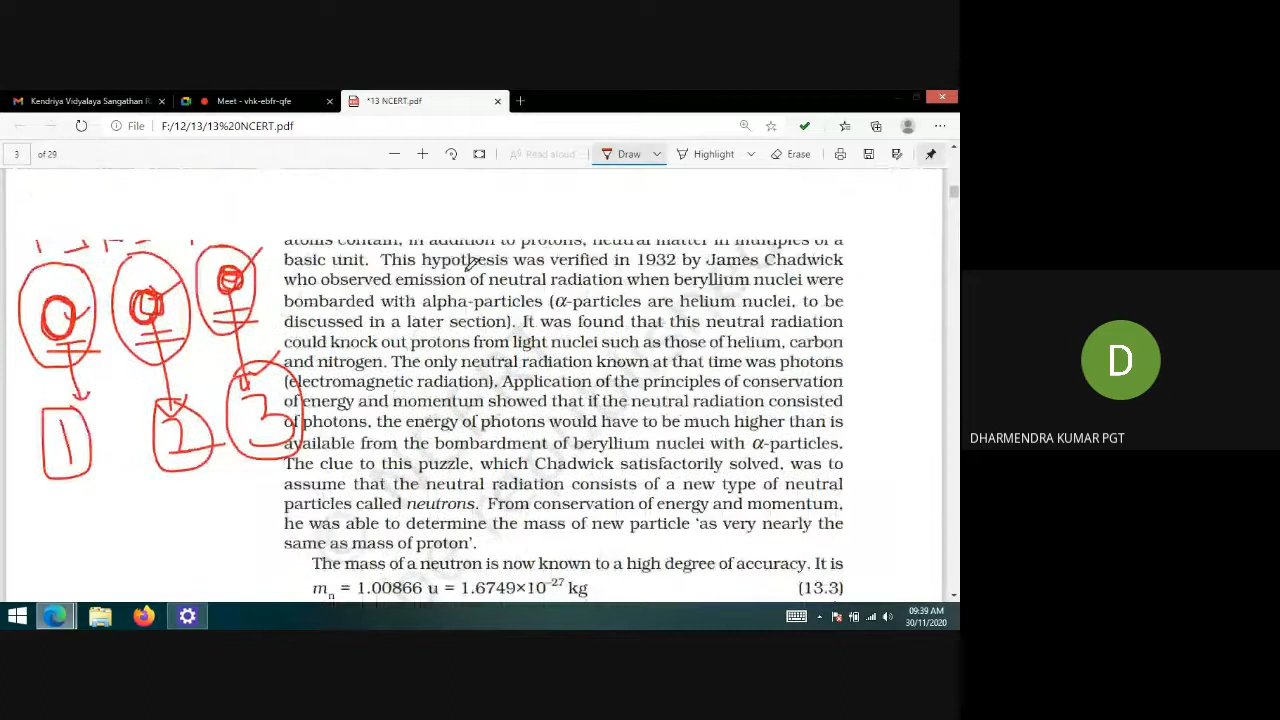 Kendriya Vidyalaya Sangathan R
Meet - vhk-ebfr-qfe
*13 NCERT.pdf
File
F:/12/13/13%20NCERT.pdf
3
of 29
Read aloud
Draw
Highlight
Erase
atoms contain, in addition to protons, neutral matter in multiples of a
basic unit. This hypothesis was verified in 1932 by James Chadwick
who observed emission of neutral radiation when beryllium nuclei were
bombarded with alpha-particles (α-particles are helium nuclei, to be
discussed in a later section). It was found that this neutral radiation
could knock out protons from light nuclei such as those of helium, carbon
and nitrogen. The only neutral radiation known at that time was photons
(electromagnetic radiation). Application of the principles of conservation
of energy and momentum showed that if the neutral radiation consisted
of photons, the energy of photons would have to be much higher than is
available from the bombardment of beryllium nuclei with α-particles.
The clue to this puzzle, which Chadwick satisfactorily solved, was to
assume that the neutral radiation consists of a new type of neutral
particles called neutrons. From conservation of energy and momentum,
he was able to determine the mass of new particle ‘as very nearly the
same as mass of proton’.
The mass of a neutron is now known to a high degree of accuracy. It is
mₙ = 1.00866 u = 1.6749×10⁻²⁷ kg (13.3)
1 2 3
09:39 AM
30/11/2020
D
DHARMENDRA KUMAR PGT